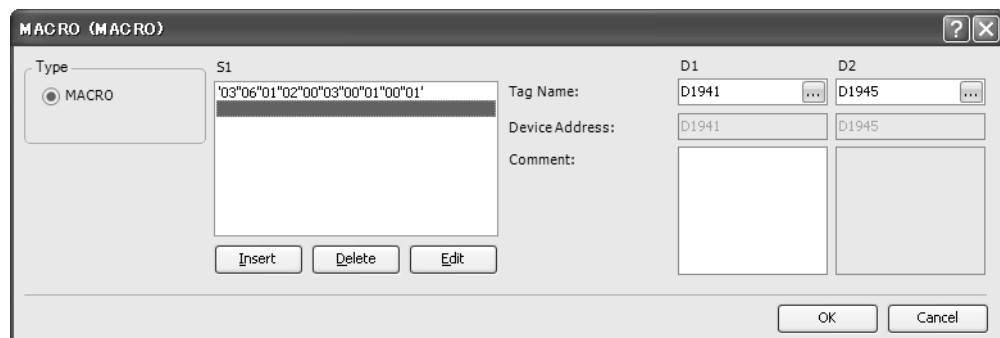 MACRO (MACRO)
Type
MACRO
S1
'03"06"01"02"00"03"00"01"00"01'
Insert
Delete
Edit
D1
D2
Tag Name:
D1941
...
D1945
...
Device Address:
D1941
D1945
Comment:
OK
Cancel